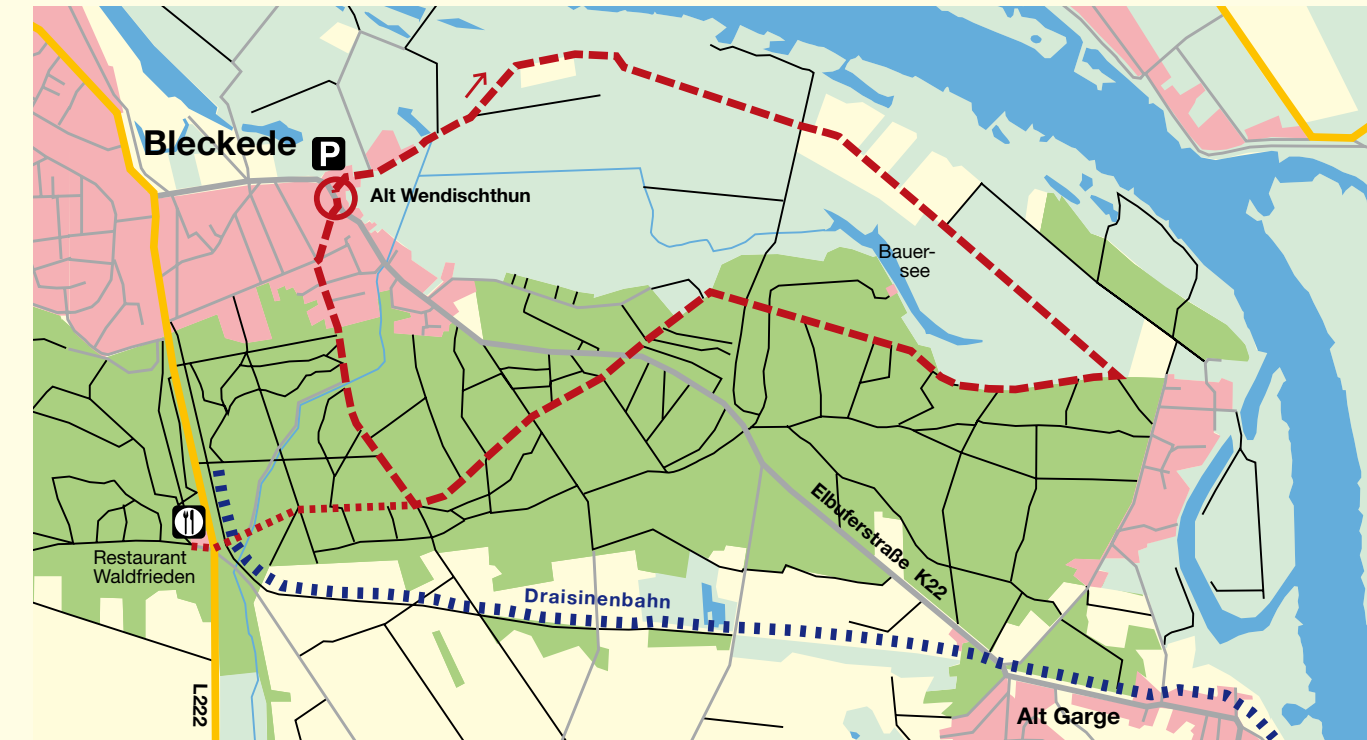 Bleckede
P
Alt Wendischthun
Bauer-
see
Elbuferstraße K22
Restaurant
Waldfrieden
Draisinenbahn
L222
Alt Garge